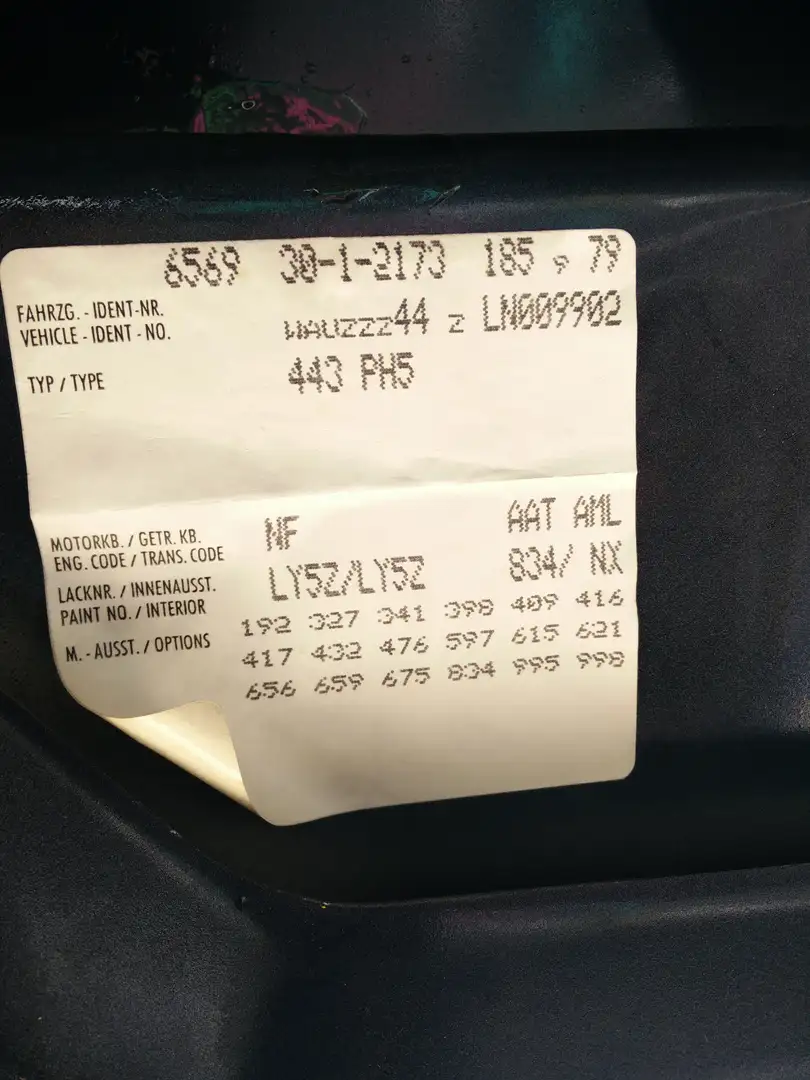 6569 30-1-2173 185 9 79
FAHRZG. - IDENT-NR.
VEHICLE - IDENT - NO. WAUZZZ44 Z LN009902
TYP / TYPE 443 PH5
MOTORKB. / GETR. KB.
ENG. CODE / TRANS. CODE NF AAT AML
LACKNR. / INNENAUSST.
PAINT NO. / INTERIOR LY5Z/LY5Z 834/ NX
M. - AUSST. / OPTIONS 192 327 341 398 409 416
417 432 476 597 615 621
656 659 675 834 995 998